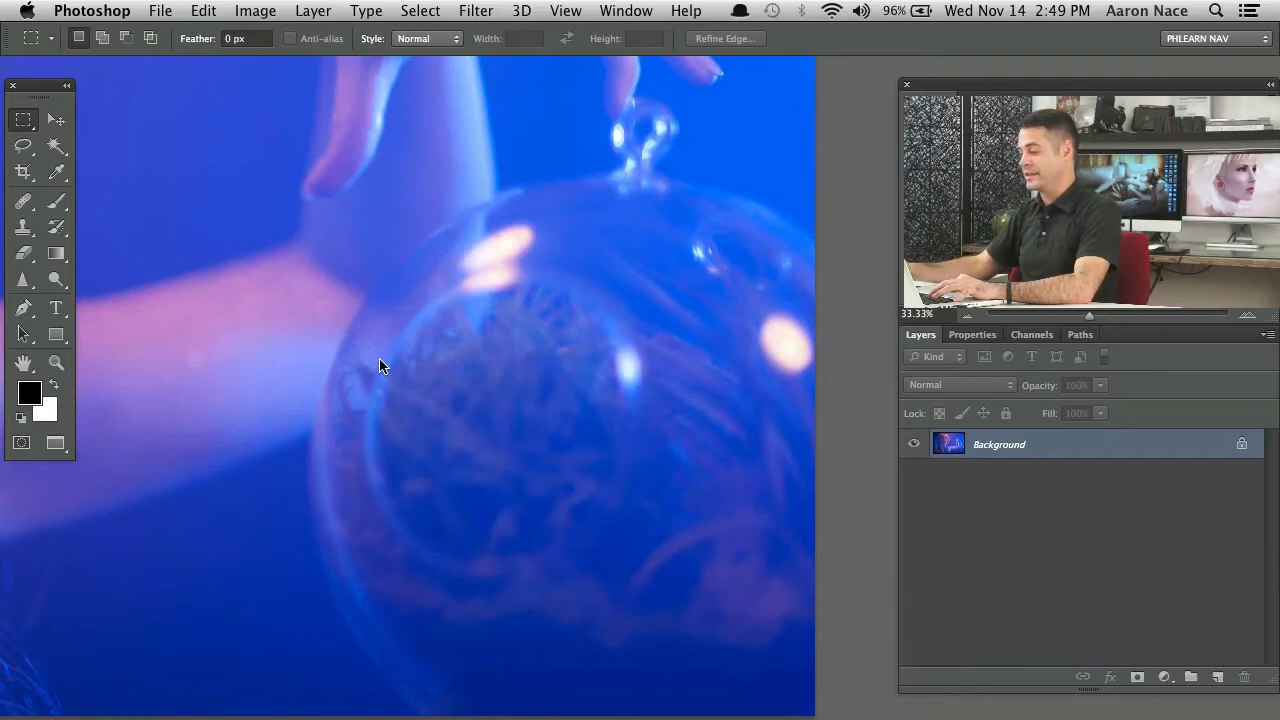 Photoshop File Edit Image Layer Type Select Filter 3D View Window Help 96% Wed Nov 14 2:49 PM Aaron Nace
Feather: 0 px Anti-alias Style: Normal Width: Height: Refine Edge... PHLEARN NAV
33.33%
Layers Properties Channels Paths
Kind
Normal Opacity: 100%
Lock: Fill: 100%
Background